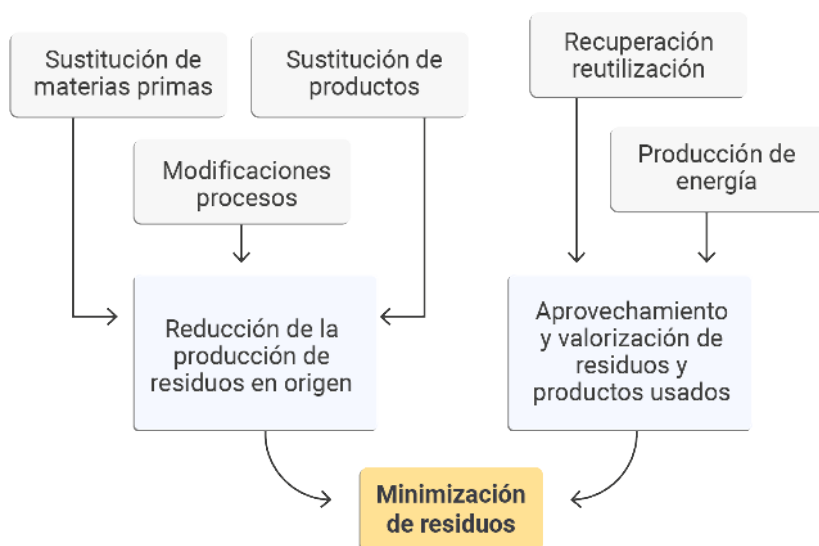 Sustitución de
materias primas
Sustitución de
productos
Recuperación
reutilización
Modificaciones
procesos
Producción de
energía
Reducción de la
producción de
residuos en origen
Aprovechamiento
y valorización de
residuos y
productos usados
Minimización
de residuos